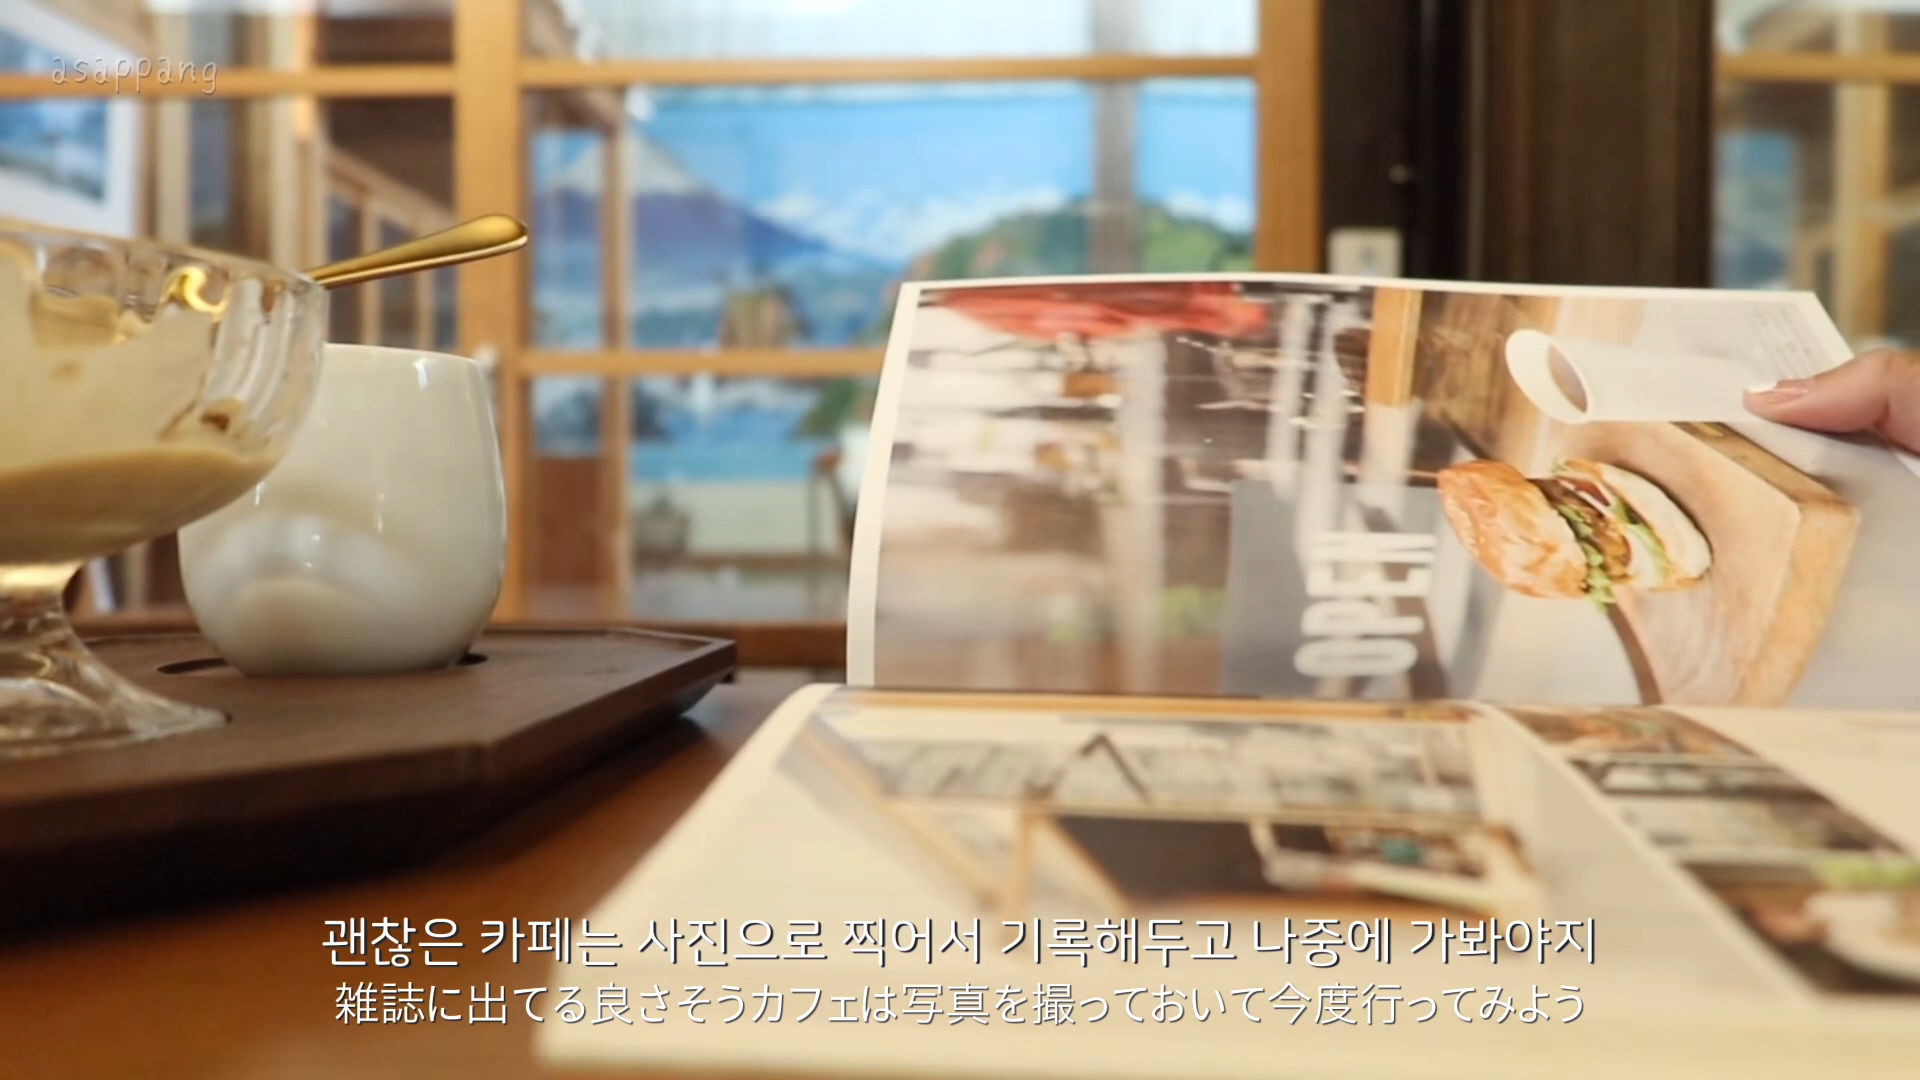 asappang
OPEN
괜찮은 카페는 사진으로 찍어서 기록해두고 나중에 가봐야지
雑誌に出てる良さそうカフェは写真を撮っておいて今度行ってみよう